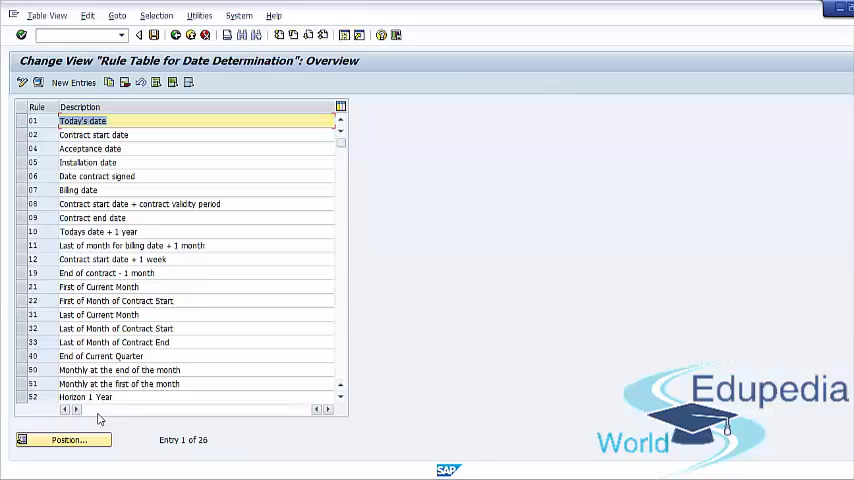 Table View Edit Goto Selection Utilities System Help
Change View "Rule Table for Date Determination": Overview
New Entries
Rule Description
01 Today's date
02 Contract start date
04 Acceptance date
05 Installation date
06 Date contract signed
07 Billing date
08 Contract start date + contract validity period
09 Contract end date
10 Todays date + 1 year
11 Last of month for billing date + 1 month
12 Contract start date + 1 week
19 End of contract - 1 month
21 First of Current Month
22 First of Month of Contract Start
31 Last of Current Month
32 Last of Month of Contract Start
33 Last of Month of Contract End
40 End of Current Quarter
50 Monthly at the end of the month
51 Monthly at the first of the month
52 Horizon 1 Year
Position... Entry 1 of 26
Edupedia
World
SAP